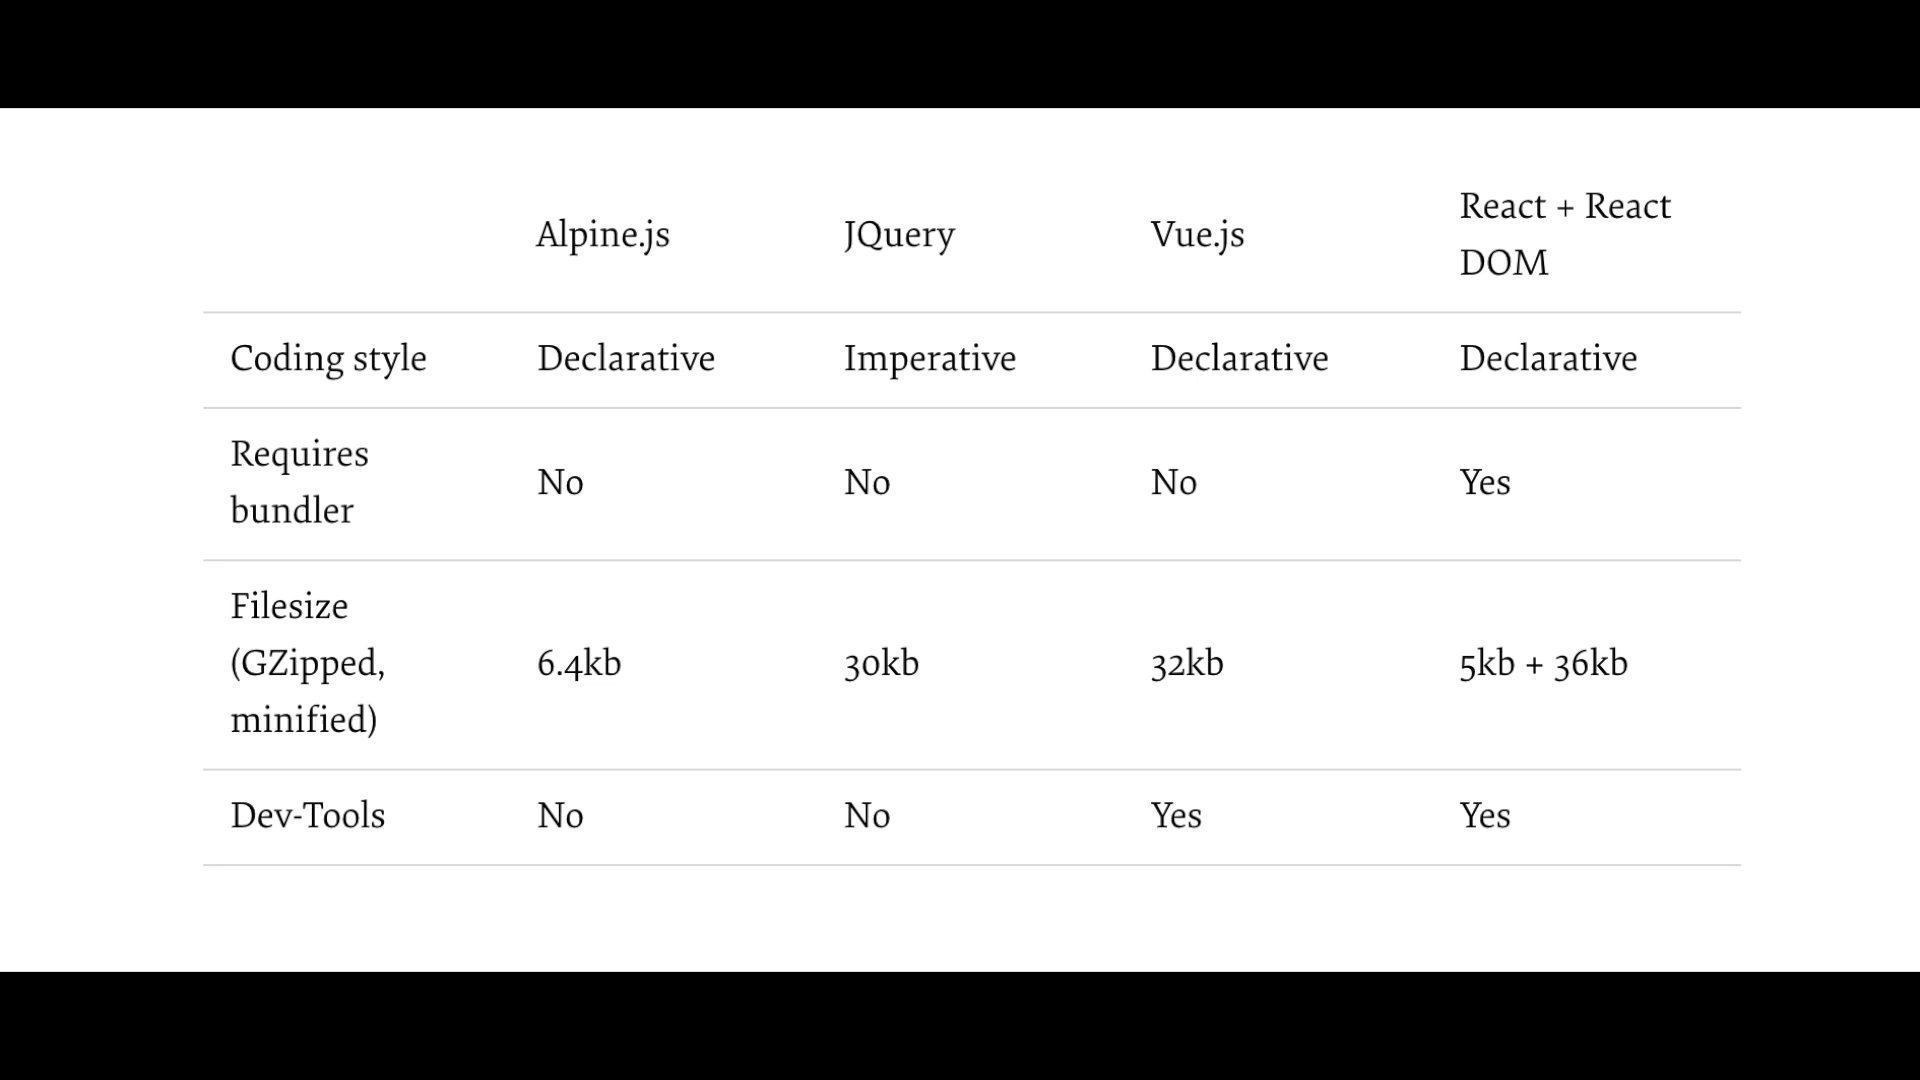 Alpine.js JQuery Vue.js React + React
DOM
Coding style Declarative Imperative Declarative Declarative
Requires
bundler No No No Yes
Filesize
(GZipped, 6.4kb 30kb 32kb 5kb + 36kb
minified)
Dev-Tools No No Yes Yes